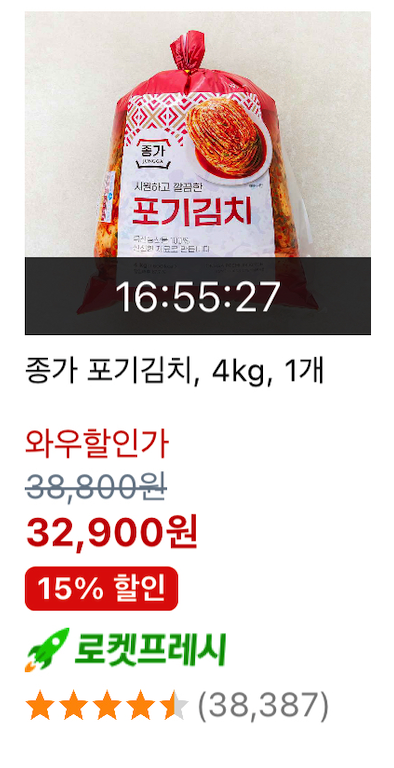 종가
JONGGA
시원하고 깔끔한
포기김치
16:55:27
종가 포기김치, 4kg, 1개
와우할인가
38,800원
32,900원
15% 할인
로켓프레시
(38,387)